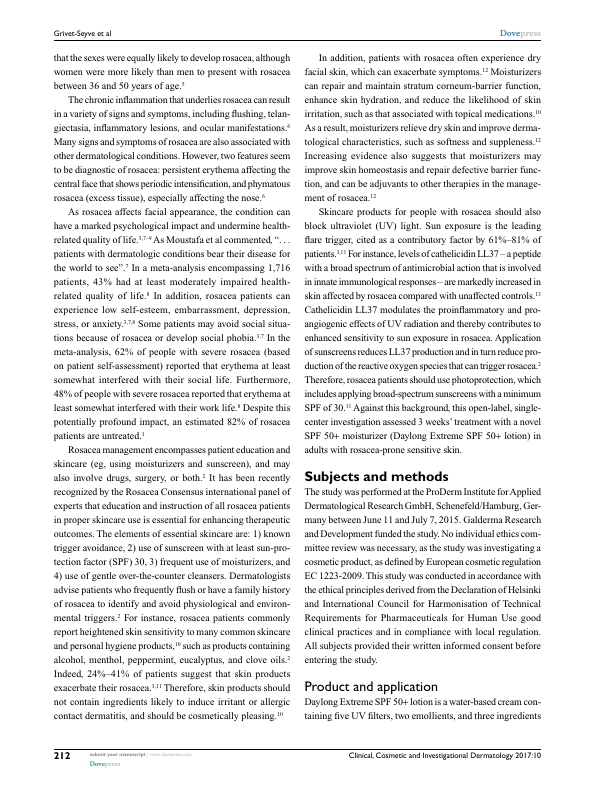 Grivet-Seyve et al
Dovepress
that the sexes were equally likely to develop rosacea, although
women were more likely than men to present with rosacea
between 36 and 50 years of age.5
The chronic inflammation that underlies rosacea can result
in a variety of signs and symptoms, including flushing, telan-
giectasia, inflammatory lesions, and ocular manifestations.6
Many signs and symptoms of rosacea are also associated with
other dermatological conditions. However, two features seem
to be diagnostic of rosacea: persistent erythema affecting the
central face that shows periodic intensification, and phymatous
rosacea (excess tissue), especially affecting the nose.6
As rosacea affects facial appearance, the condition can
have a marked psychological impact and undermine health-
related quality of life.3,7–9 As Moustafa et al commented, “. . .
patients with dermatologic conditions bear their disease for
the world to see”.7 In a meta-analysis encompassing 1,716
patients, 43% had at least moderately impaired health-
related quality of life.8 In addition, rosacea patients can
experience low self-esteem, embarrassment, depression,
stress, or anxiety.3,7,8 Some patients may avoid social situa-
tions because of rosacea or develop social phobia.3,7 In the
meta-analysis, 62% of people with severe rosacea (based
on patient self-assessment) reported that erythema at least
somewhat interfered with their social life. Furthermore,
48% of people with severe rosacea reported that erythema at
least somewhat interfered with their work life.8 Despite this
potentially profound impact, an estimated 82% of rosacea
patients are untreated.1
Rosacea management encompasses patient education and
skincare (eg, using moisturizers and sunscreen), and may
also involve drugs, surgery, or both.2 It has been recently
recognized by the Rosacea Consensus international panel of
experts that education and instruction of all rosacea patients
in proper skincare use is essential for enhancing therapeutic
outcomes. The elements of essential skincare are: 1) known
trigger avoidance, 2) use of sunscreen with at least sun-pro-
tection factor (SPF) 30, 3) frequent use of moisturizers, and
4) use of gentle over-the-counter cleansers. Dermatologists
advise patients who frequently flush or have a family history
of rosacea to identify and avoid physiological and environ-
mental triggers.2 For instance, rosacea patients commonly
report heightened skin sensitivity to many common skincare
and personal hygiene products,10 such as products containing
alcohol, menthol, peppermint, eucalyptus, and clove oils.2
Indeed, 24%–41% of patients suggest that skin products
exacerbate their rosacea.3,11 Therefore, skin products should
not contain ingredients likely to induce irritant or allergic
contact dermatitis, and should be cosmetically pleasing.10
In addition, patients with rosacea often experience dry
facial skin, which can exacerbate symptoms.12 Moisturizers
can repair and maintain stratum corneum-barrier function,
enhance skin hydration, and reduce the likelihood of skin
irritation, such as that associated with topical medications.10
As a result, moisturizers relieve dry skin and improve derma-
tological characteristics, such as softness and suppleness.12
Increasing evidence also suggests that moisturizers may
improve skin homeostasis and repair defective barrier func-
tion, and can be adjuvants to other therapies in the manage-
ment of rosacea.12
Skincare products for people with rosacea should also
block ultraviolet (UV) light. Sun exposure is the leading
flare trigger, cited as a contributory factor by 61%–81% of
patients.3,11 For instance, levels of cathelicidin LL37 – a peptide
with a broad spectrum of antimicrobial action that is involved
in innate immunological responses – are markedly increased in
skin affected by rosacea compared with unaffected controls.13
Cathelicidin LL37 modulates the proinflammatory and pro-
angiogenic effects of UV radiation and thereby contributes to
enhanced sensitivity to sun exposure in rosacea. Application
of sunscreens reduces LL37 production and in turn reduce pro-
duction of the reactive oxygen species that can trigger rosacea.2
Therefore, rosacea patients should use photoprotection, which
includes applying broad-spectrum sunscreens with a minimum
SPF of 30.11 Against this background, this open-label, single-
center investigation assessed 3 weeks’ treatment with a novel
SPF 50+ moisturizer (Daylong Extreme SPF 50+ lotion) in
adults with rosacea-prone sensitive skin.
Subjects and methods
The study was performed at the ProDerm Institute for Applied
Dermatological Research GmbH, Schenefeld/Hamburg, Ger-
many between June 11 and July 7, 2015. Galderma Research
and Development funded the study. No individual ethics com-
mittee review was necessary, as the study was investigating a
cosmetic product, as defined by European cosmetic regulation
EC 1223-2009. This study was conducted in accordance with
the ethical principles derived from the Declaration of Helsinki
and International Council for Harmonisation of Technical
Requirements for Pharmaceuticals for Human Use good
clinical practices and in compliance with local regulation.
All subjects provided their written informed consent before
entering the study.
Product and application
Daylong Extreme SPF 50+ lotion is a water-based cream con-
taining five UV filters, two emollients, and three ingredients
212
submit your manuscript | www.dovepress.com
Dovepress
Clinical, Cosmetic and Investigational Dermatology 2017:10